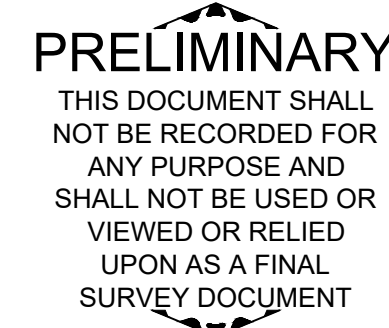 PRELIMINARY
THIS DOCUMENT SHALL
NOT BE RECORDED FOR
ANY PURPOSE AND
SHALL NOT BE USED OR
VIEWED OR RELIED
UPON AS A FINAL
SURVEY DOCUMENT